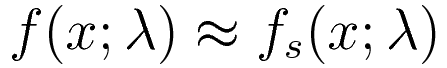 f(x; λ) ≈ f_s(x; λ)